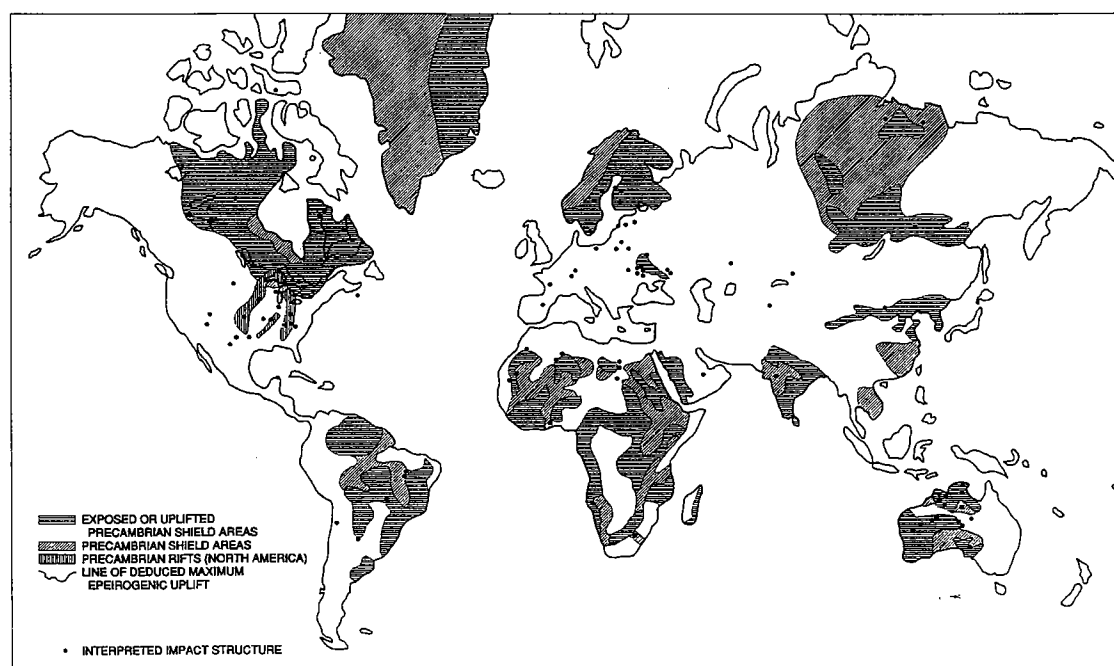 EXPOSED OR UPLIFTED
PRECAMBRIAN SHIELD AREAS
PRECAMBRIAN SHIELD AREAS
PRECAMBRIAN RIFTS (NORTH AMERICA)
LINE OF DEDUCED MAXIMUM
EPEIROGENIC UPLIFT
INTERPRETED IMPACT STRUCTURE